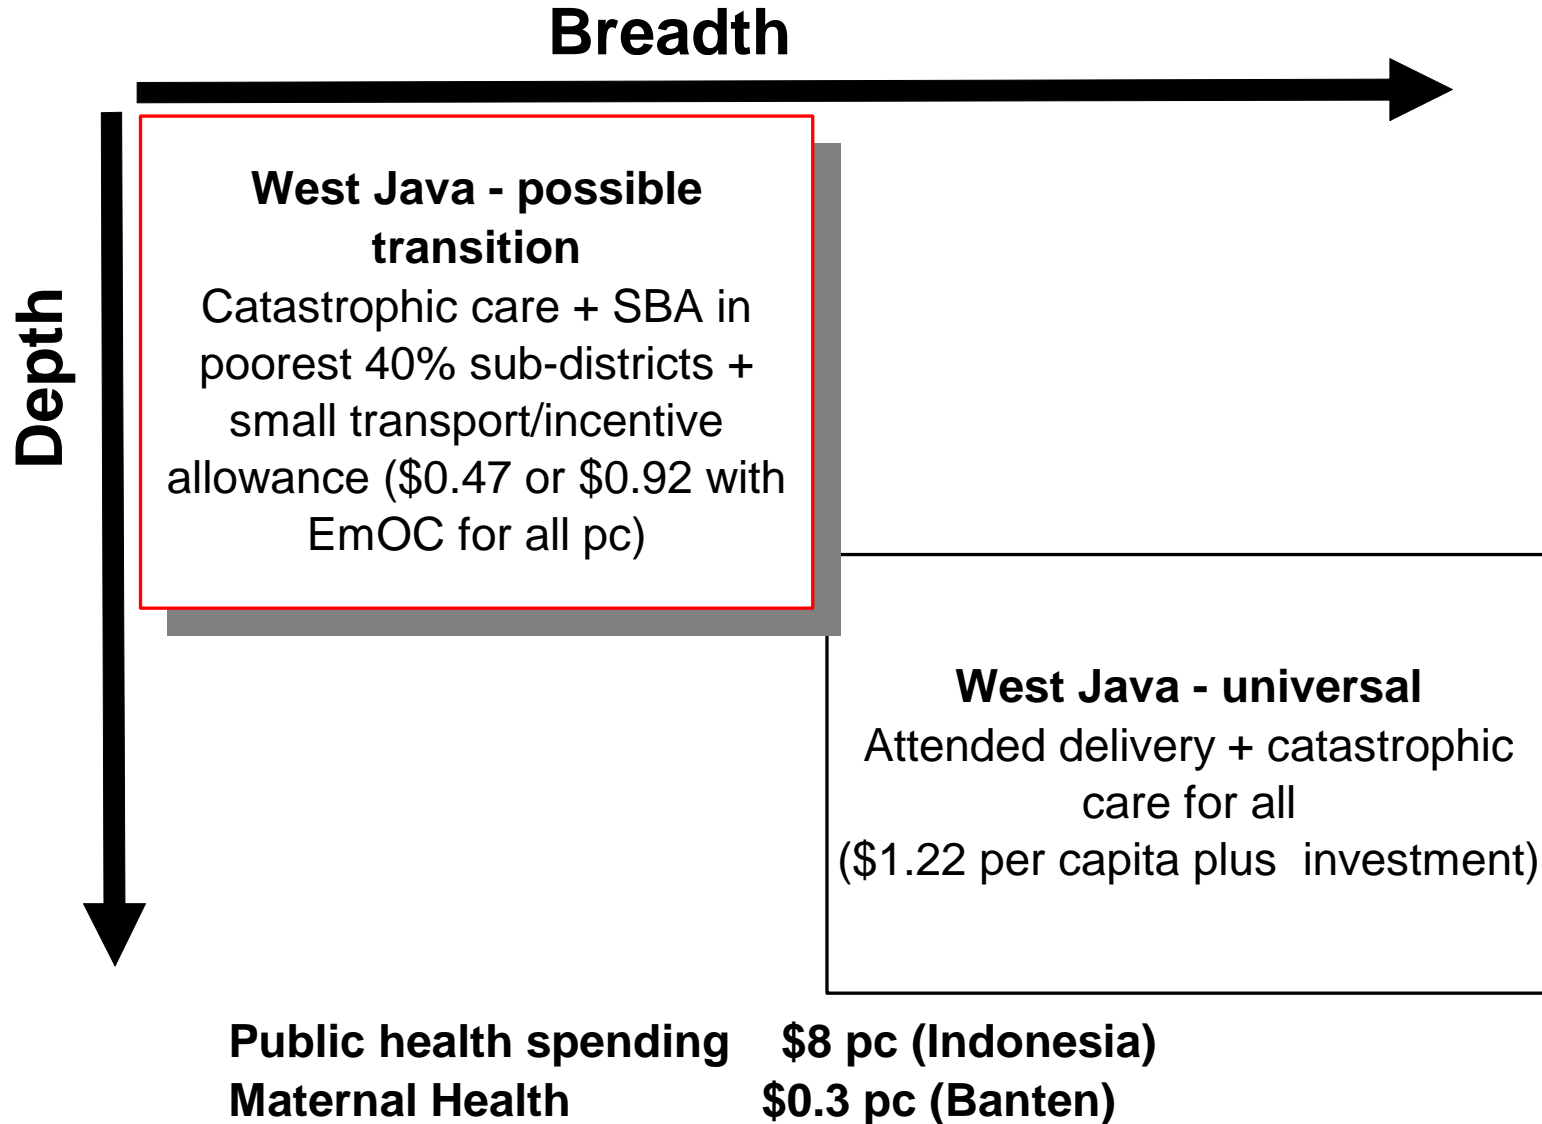 Breadth
Depth
West Java - possible
transition
Catastrophic care + SBA in
poorest 40% sub-districts +
small transport/incentive
allowance ($0.47 or $0.92 with
EmOC for all pc)
West Java - universal
Attended delivery + catastrophic
care for all
($1.22 per capita plus investment)
Public health spending $8 pc (Indonesia)
Maternal Health $0.3 pc (Banten)